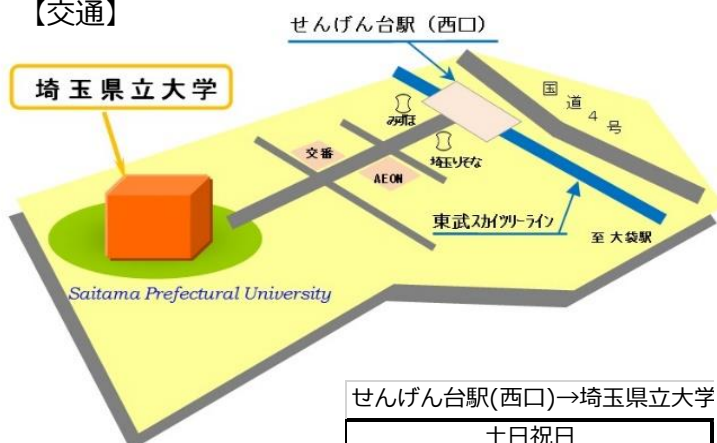 【交通】
せんげん台駅（西口）
埼玉県立大学
国道4号
みずほ
交番
埼玉りそな
AEON
東武スカイツリーライン
至 大袋駅
Saitama Prefectural University
せんげん台駅(西口)→埼玉県立大学
土日祝日